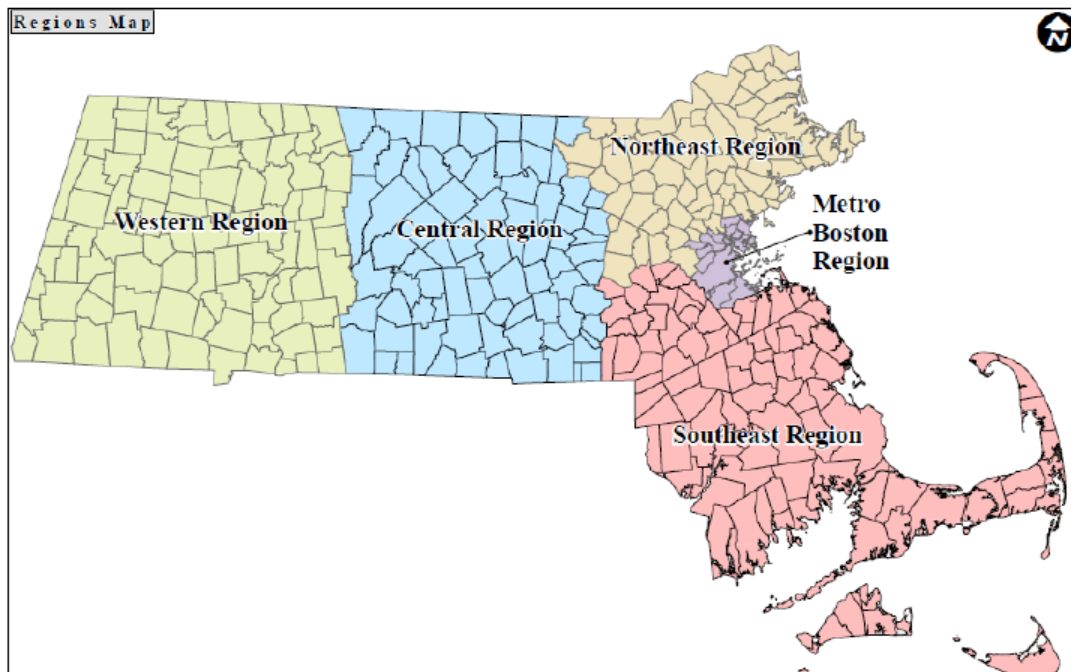 Regions Map
N
Northeast Region
Metro
Boston
Region
Western Region
Central Region
Southeast Region